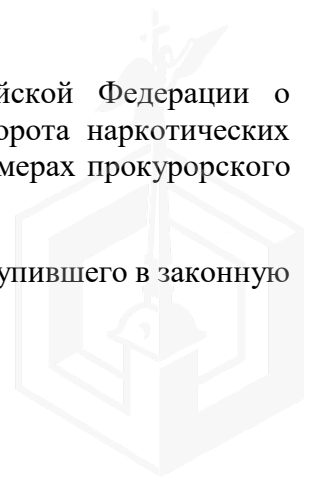 йской Федерации о
орота наркотических
мерах прокурорского
упившего в законную